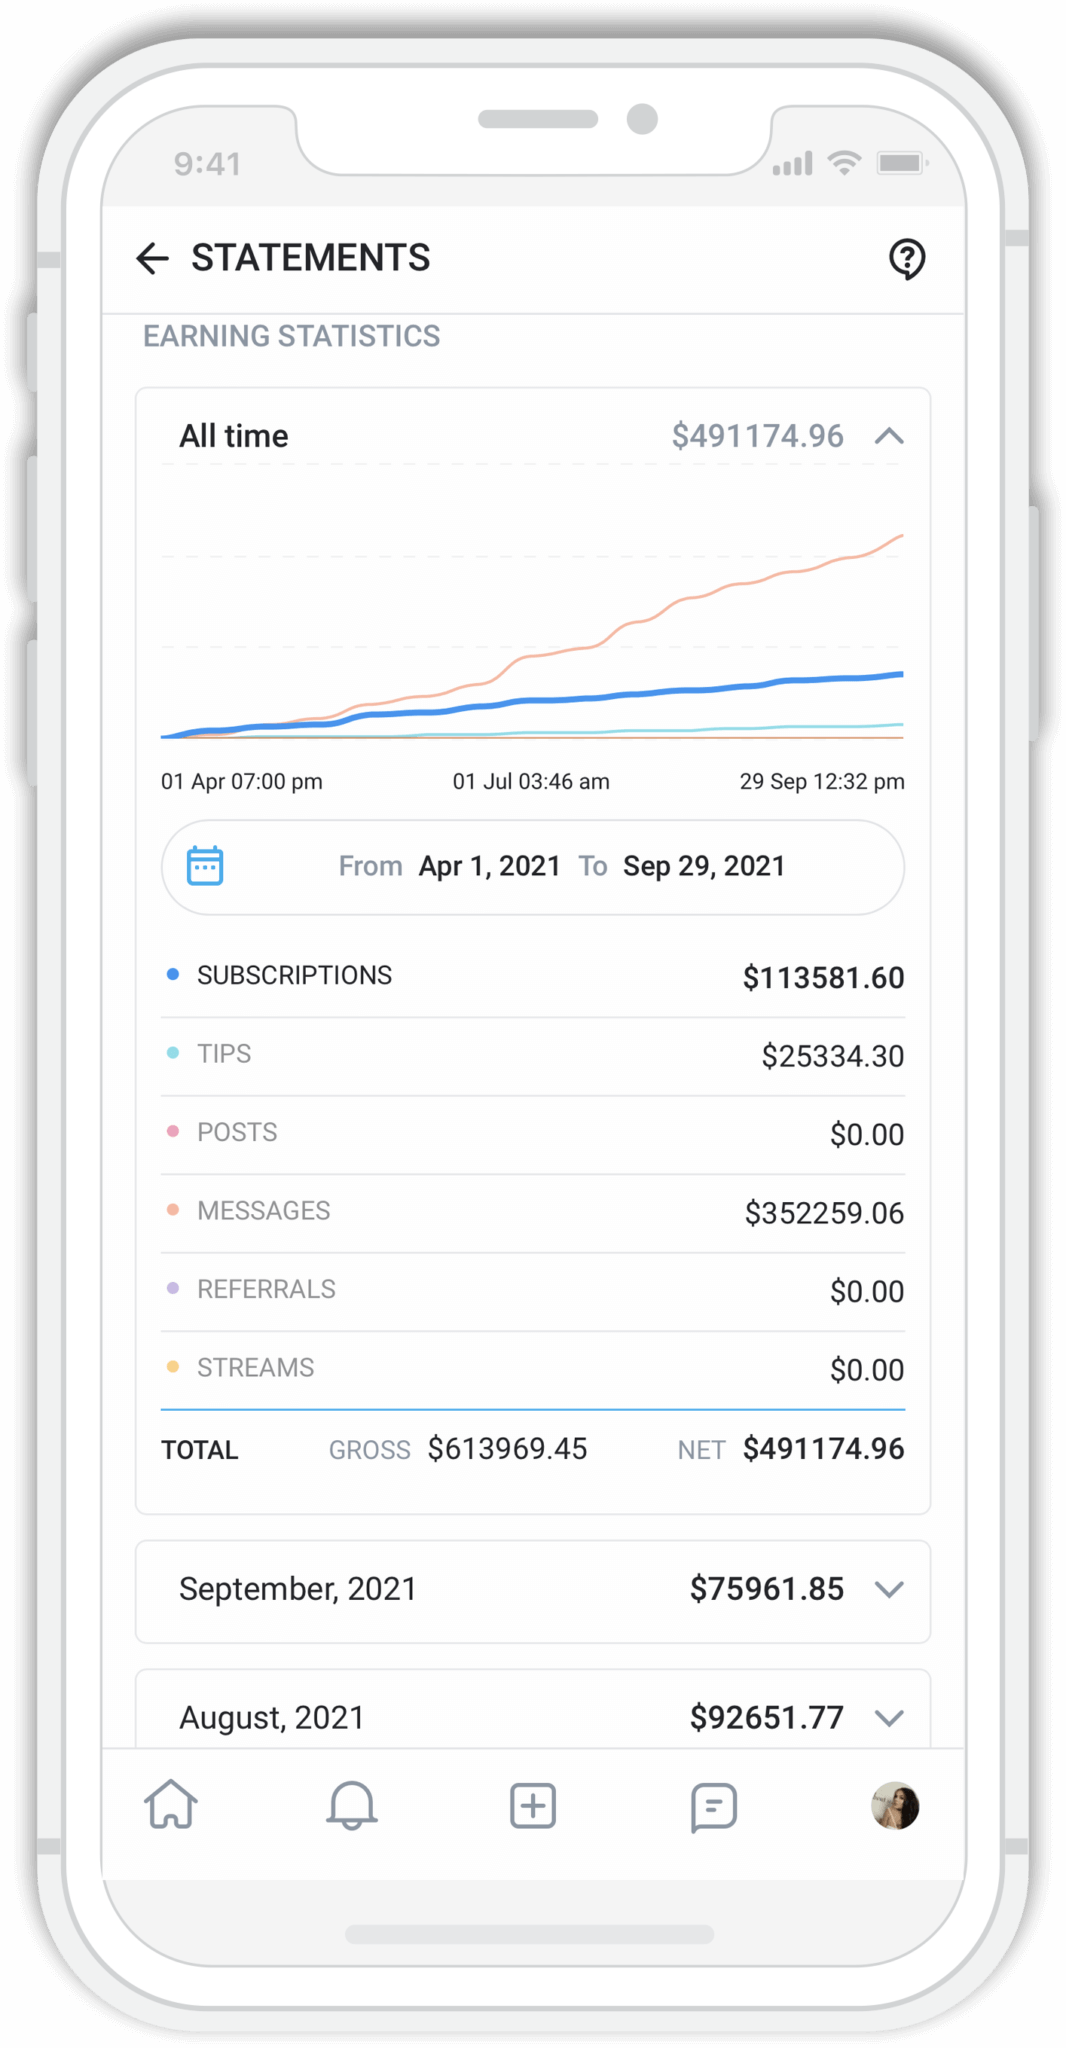 9:41
STATEMENTS
EARNING STATISTICS
All time $491174.96
01 Apr 07:00 pm 01 Jul 03:46 am 29 Sep 12:32 pm
From Apr 1, 2021 To Sep 29, 2021
SUBSCRIPTIONS $113581.60
TIPS $25334.30
POSTS $0.00
MESSAGES $352259.06
REFERRALS $0.00
STREAMS $0.00
TOTAL GROSS $613969.45 NET $491174.96
September, 2021 $75961.85
August, 2021 $92651.77